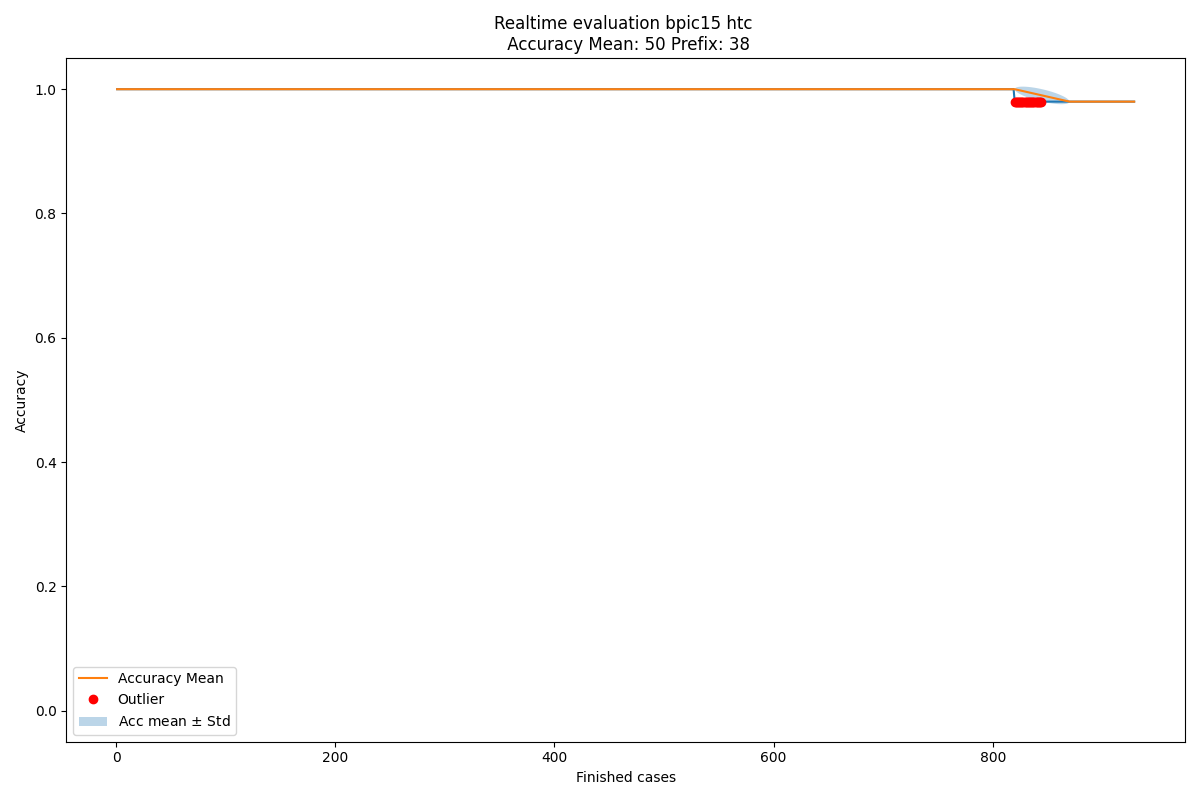 Realtime evaluation bpic15 htc
Accuracy Mean: 50 Prefix: 38
1.0
0.8
0.6
0.4
0.2
0.0
Accuracy
Accuracy Mean
Outlier
Acc mean ± Std
0
200
400
600
800
Finished cases